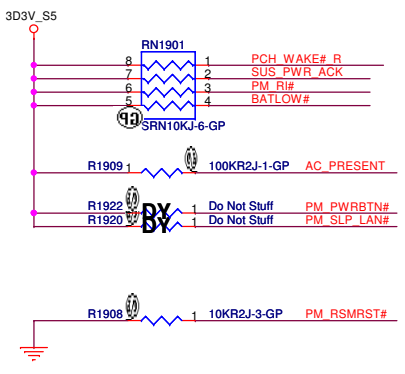 3D3V_S5
RN1901
8 1 PCH_WAKE#_R
7 2 SUS_PWR_ACK
6 3 PM_RI#
5 4 BATLOW#
SRN10KJ-6-GP
R1909 1 100KR2J-1-GP AC_PRESENT
R1922 DY 1 Do Not Stuff PM_PWRBTN#
R1920 DY 1 Do Not Stuff PM_SLP_LAN#
R1908 1 10KR2J-3-GP PM_RSMRST#